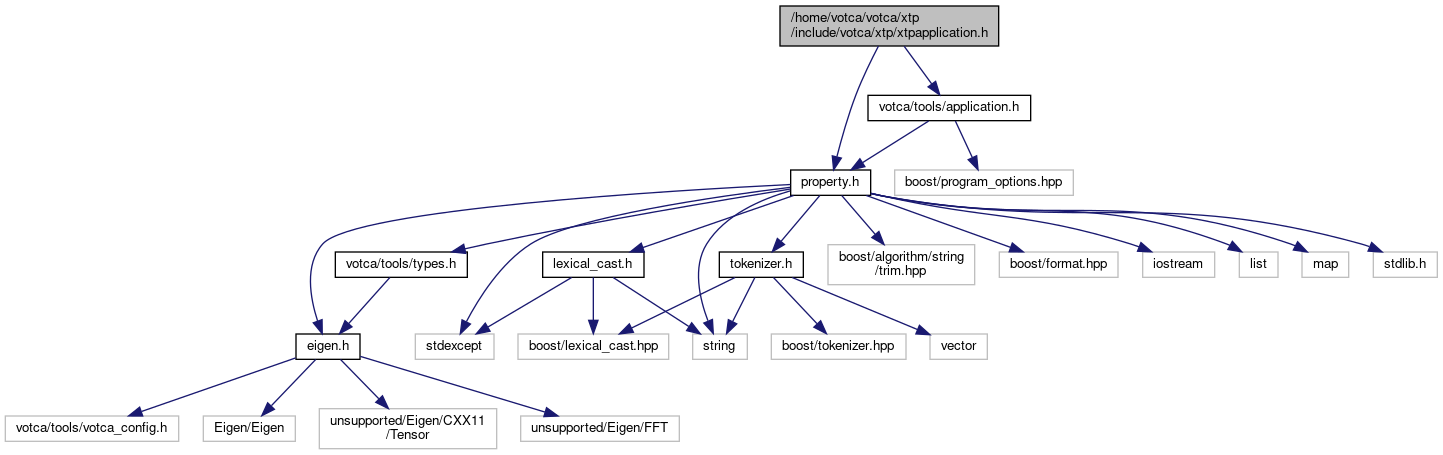 /home/votca/votca/xtp
/include/votca/xtp/xtpapplication.h
votca/tools/application.h
property.h
boost/program_options.hpp
votca/tools/types.h
lexical_cast.h
tokenizer.h
boost/algorithm/string
/trim.hpp
boost/format.hpp
iostream
list
map
stdlib.h
eigen.h
stdexcept
boost/lexical_cast.hpp
string
boost/tokenizer.hpp
vector
votca/tools/votca_config.h
Eigen/Eigen
unsupported/Eigen/CXX11
/Tensor
unsupported/Eigen/FFT